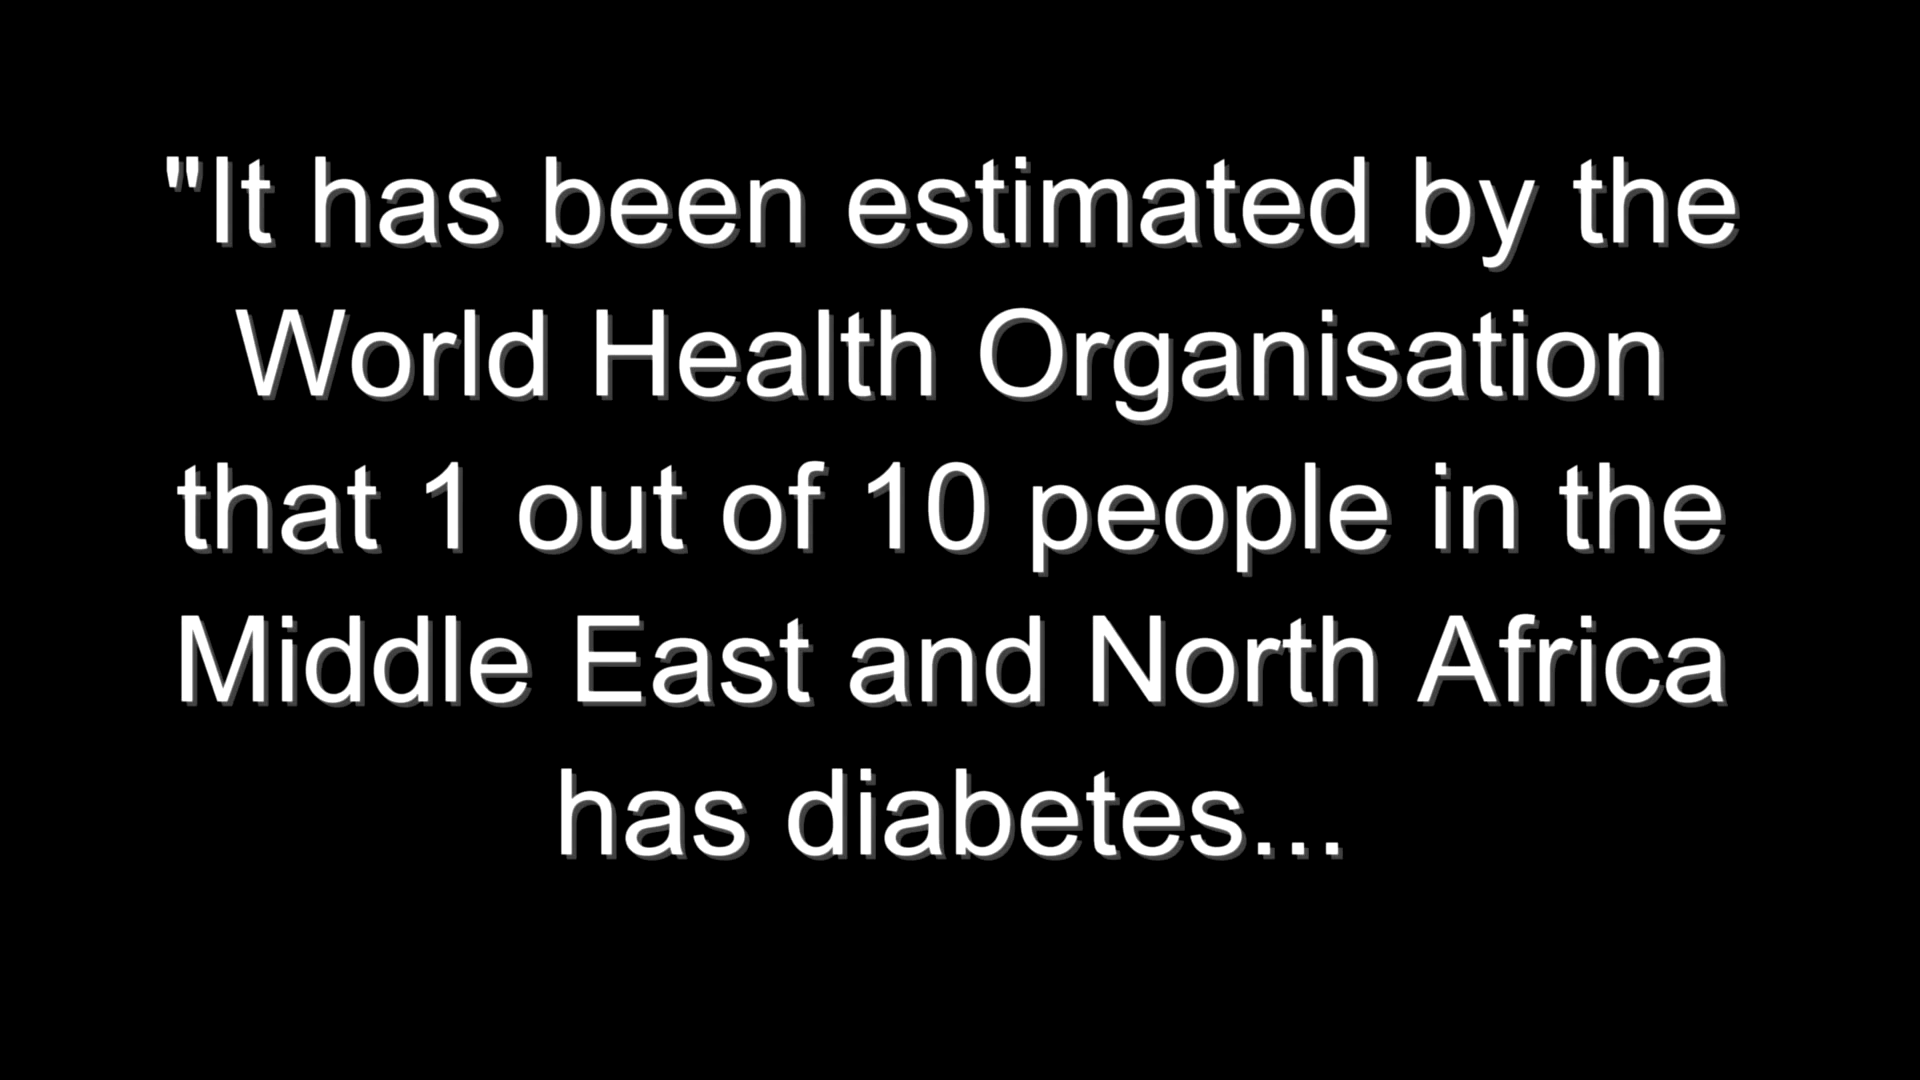 "It has been estimated by the
World Health Organisation
that 1 out of 10 people in the
Middle East and North Africa
has diabetes...